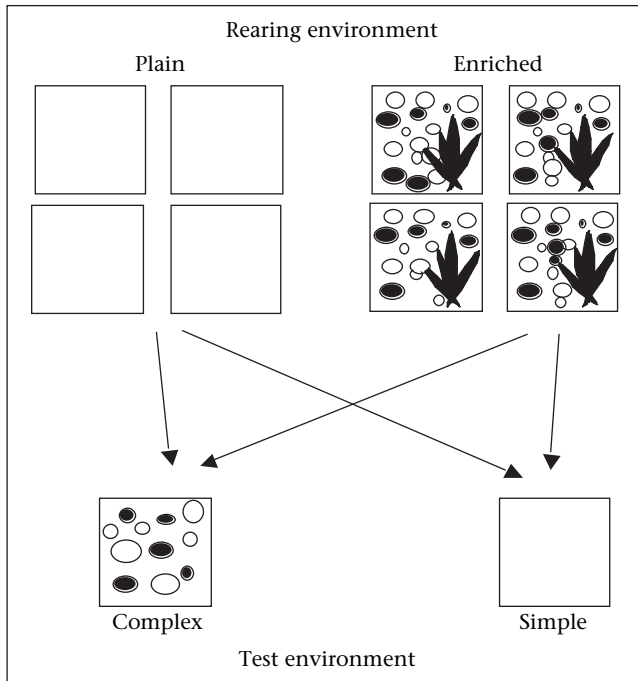 Rearing environment
Plain Enriched
Complex Simple
Test environment